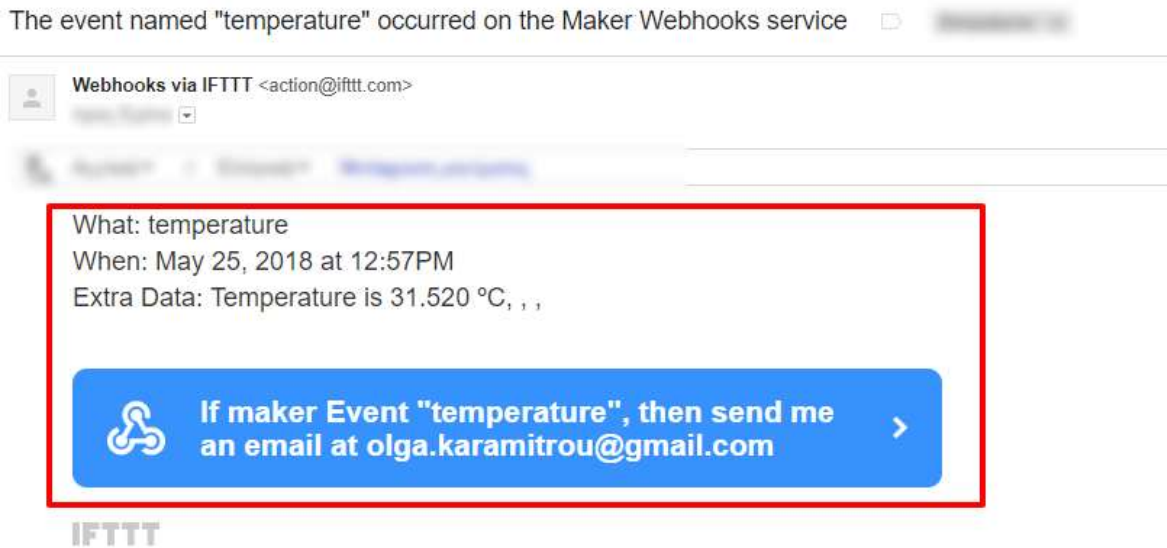 The event named "temperature" occurred on the Maker Webhooks service
Webhooks via IFTTT <action@ifttt.com>
What: temperature
When: May 25, 2018 at 12:57PM
Extra Data: Temperature is 31.520 ºC, , ,
If maker Event "temperature", then send me
an email at olga.karamitrou@gmail.com
IFTTT